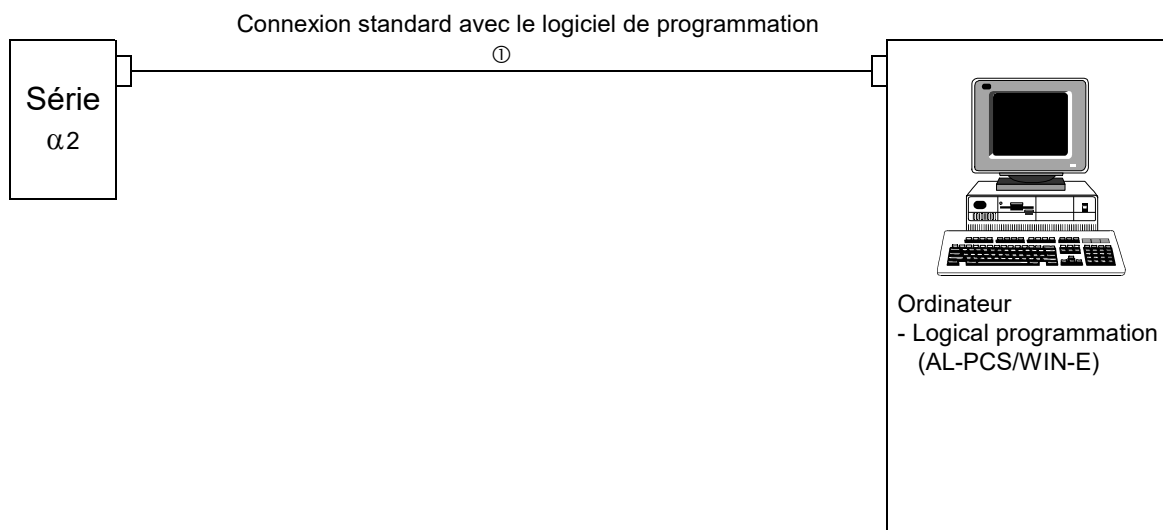 Connexion standard avec le logiciel de programmation
①
Série
α2
Ordinateur
- Logical programmation
(AL-PCS/WIN-E)